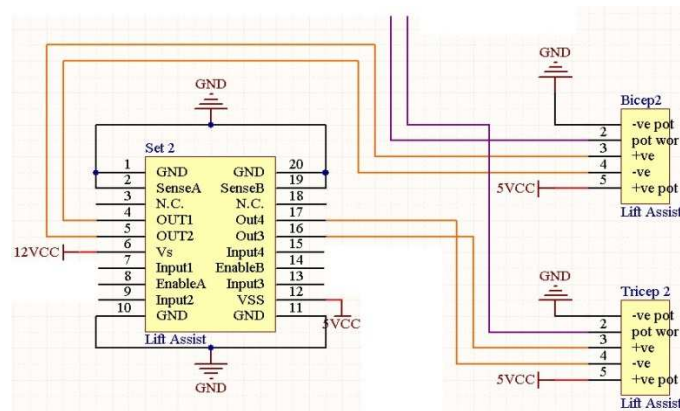 GND
GND
Bicep2
-ve pot
2 pot wor
3 +ve
4 -ve
5 +ve pot
5VCC
Lift Assist
Set 2
1 GND GND 20
2 SenseA SenseB 19
3 N.C. N.C. 18
4 OUT1 Out4 17
5 OUT2 Out3 16
12VCC 6 Vs Input4 15
7 Input1 EnableB 14
8 EnableA Input3 13
9 Input2 VSS 12
10 GND GND 11
5VCC
Lift Assist
GND
GND
Tricep 2
-ve pot
2 pot wor
3 +ve
4 -ve
5 +ve pot
5VCC
Lift Assist